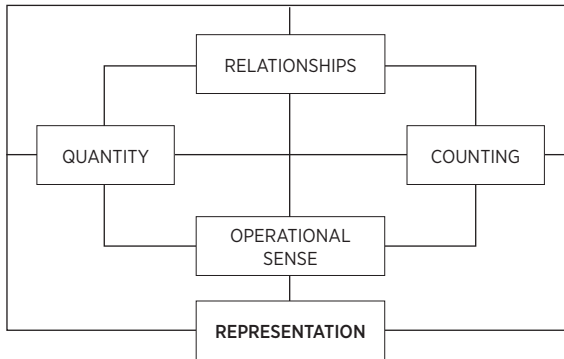 RELATIONSHIPS
QUANTITY
COUNTING
OPERATIONAL
SENSE
REPRESENTATION